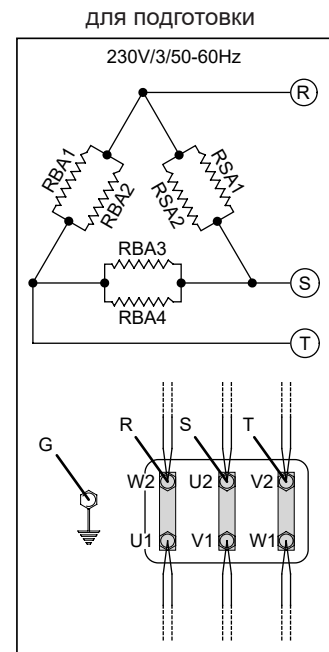 для подготовки
230V/3/50-60Hz
R
RBA1
RBA2
RSA1
RSA2
RBA3
RBA4
S
T
R
S
T
G
W2
U2
V2
U1
V1
W1